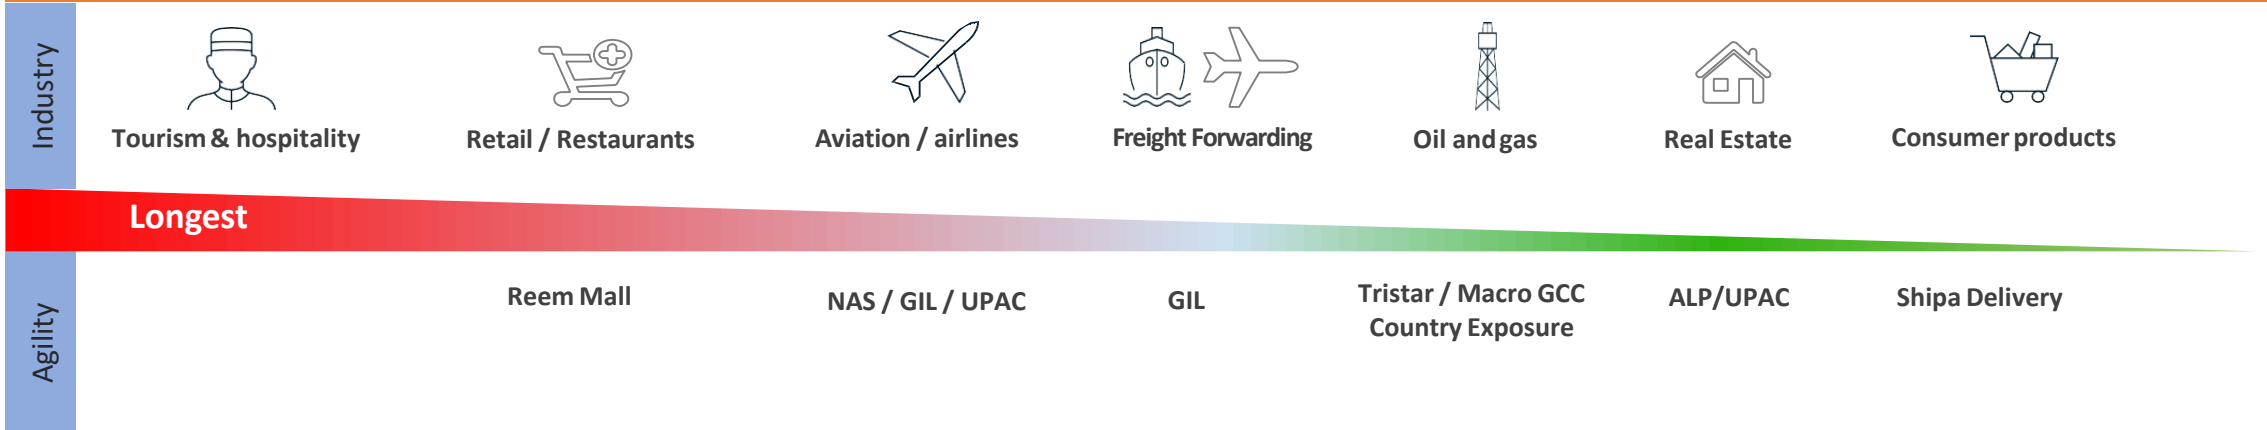 Industry
Tourism & hospitality
Retail / Restaurants
Aviation / airlines
Freight Forwarding
Oil and gas
Real Estate
Consumer products
Longest
Agility
Reem Mall
NAS / GIL / UPAC
GIL
Tristar / Macro GCC
Country Exposure
ALP/UPAC
Shipa Delivery